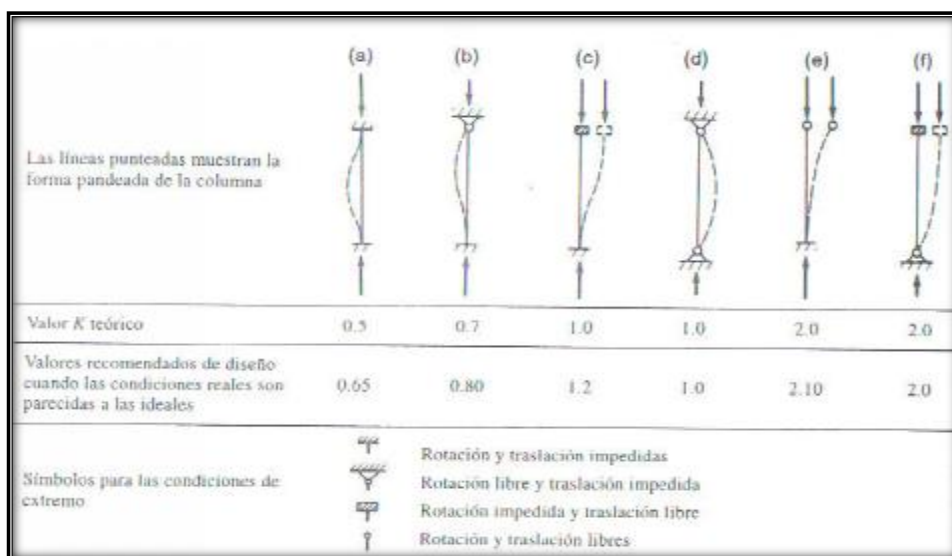 (a) (b) (c) (d) (e) (f)
Las líneas punteadas muestran la
forma pandeada de la columna
Valor K teórico 0.5 0.7 1.0 1.0 2.0 2.0
Valores recomendados de diseño
cuando las condiciones reales son
parecidas a las ideales 0.65 0.80 1.2 1.0 2.10 2.0
Símbolos para las condiciones de
extremo
Rotación y traslación impedidas
Rotación libre y traslación impedida
Rotación impedida y traslación libre
Rotación y traslación libres